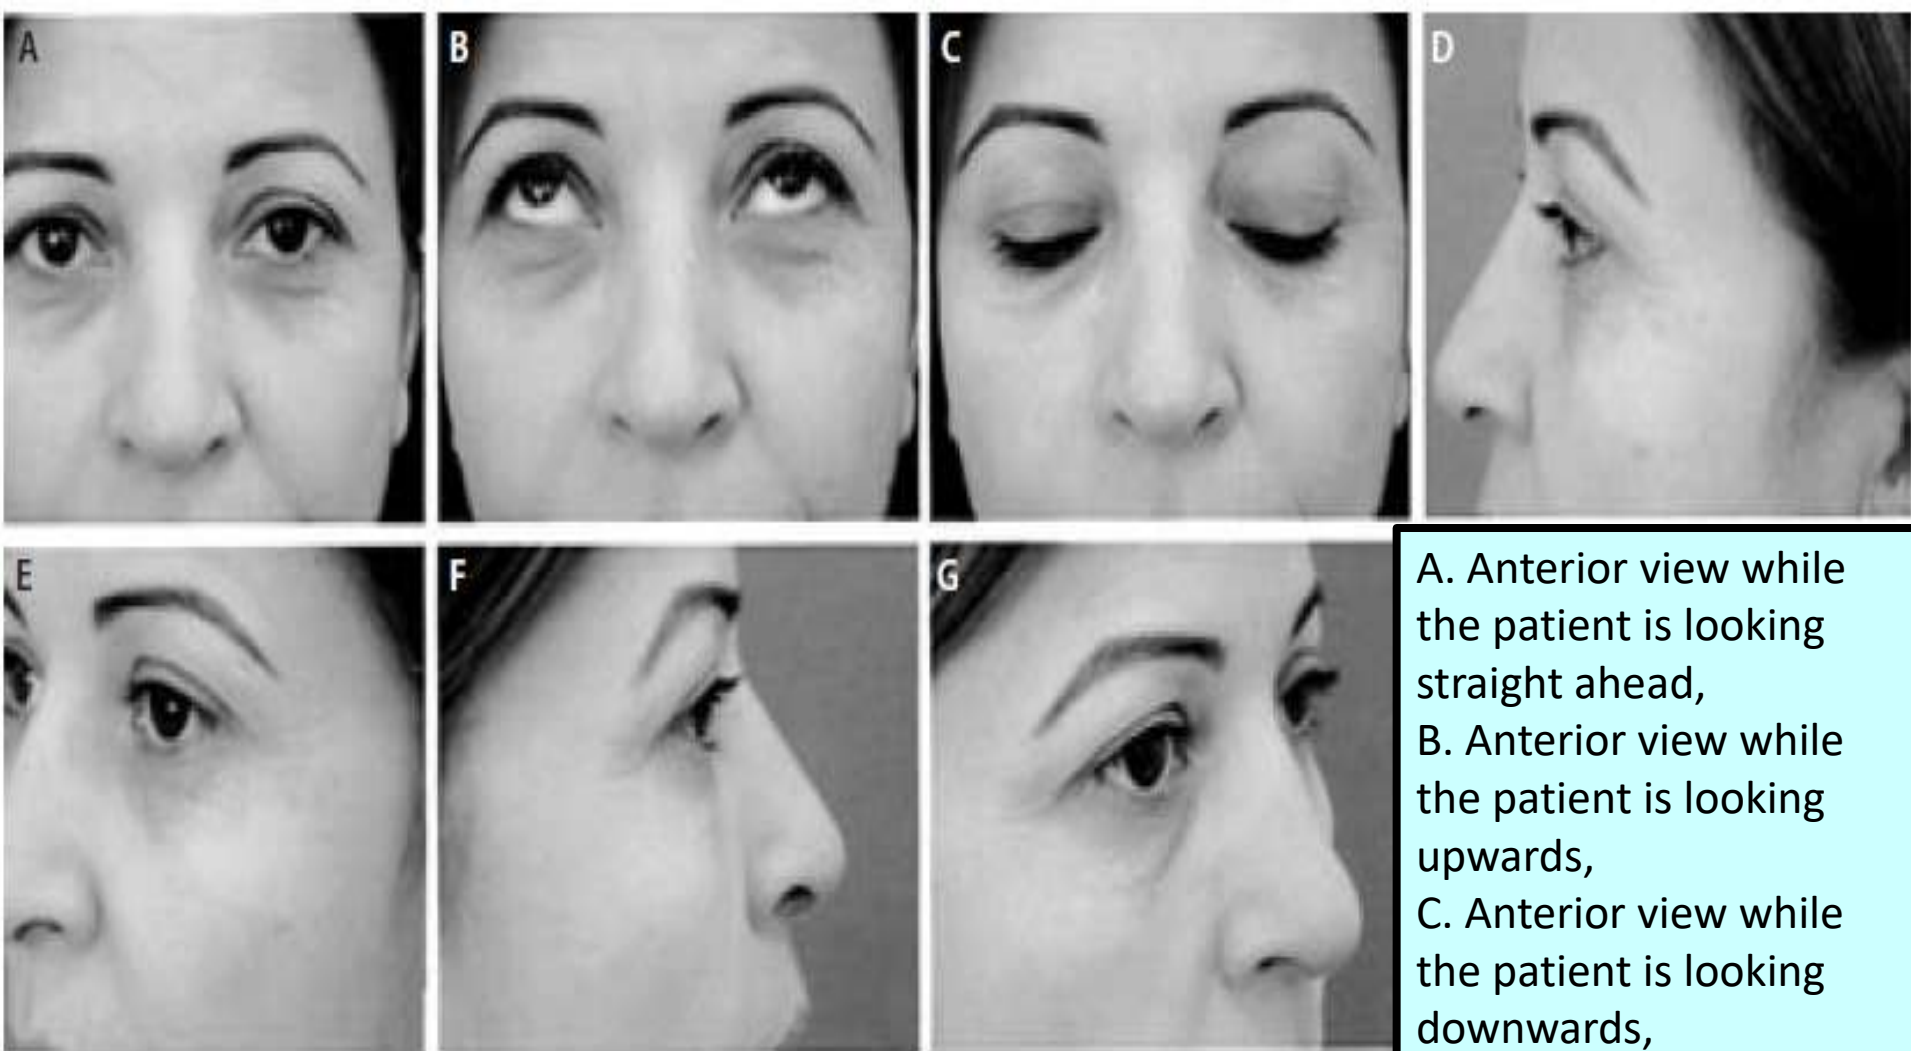 A
B
C
D
E
F
G
A. Anterior view while
the patient is looking
straight ahead,
B. Anterior view while
the patient is looking
upwards,
C. Anterior view while
the patient is looking
downwards,